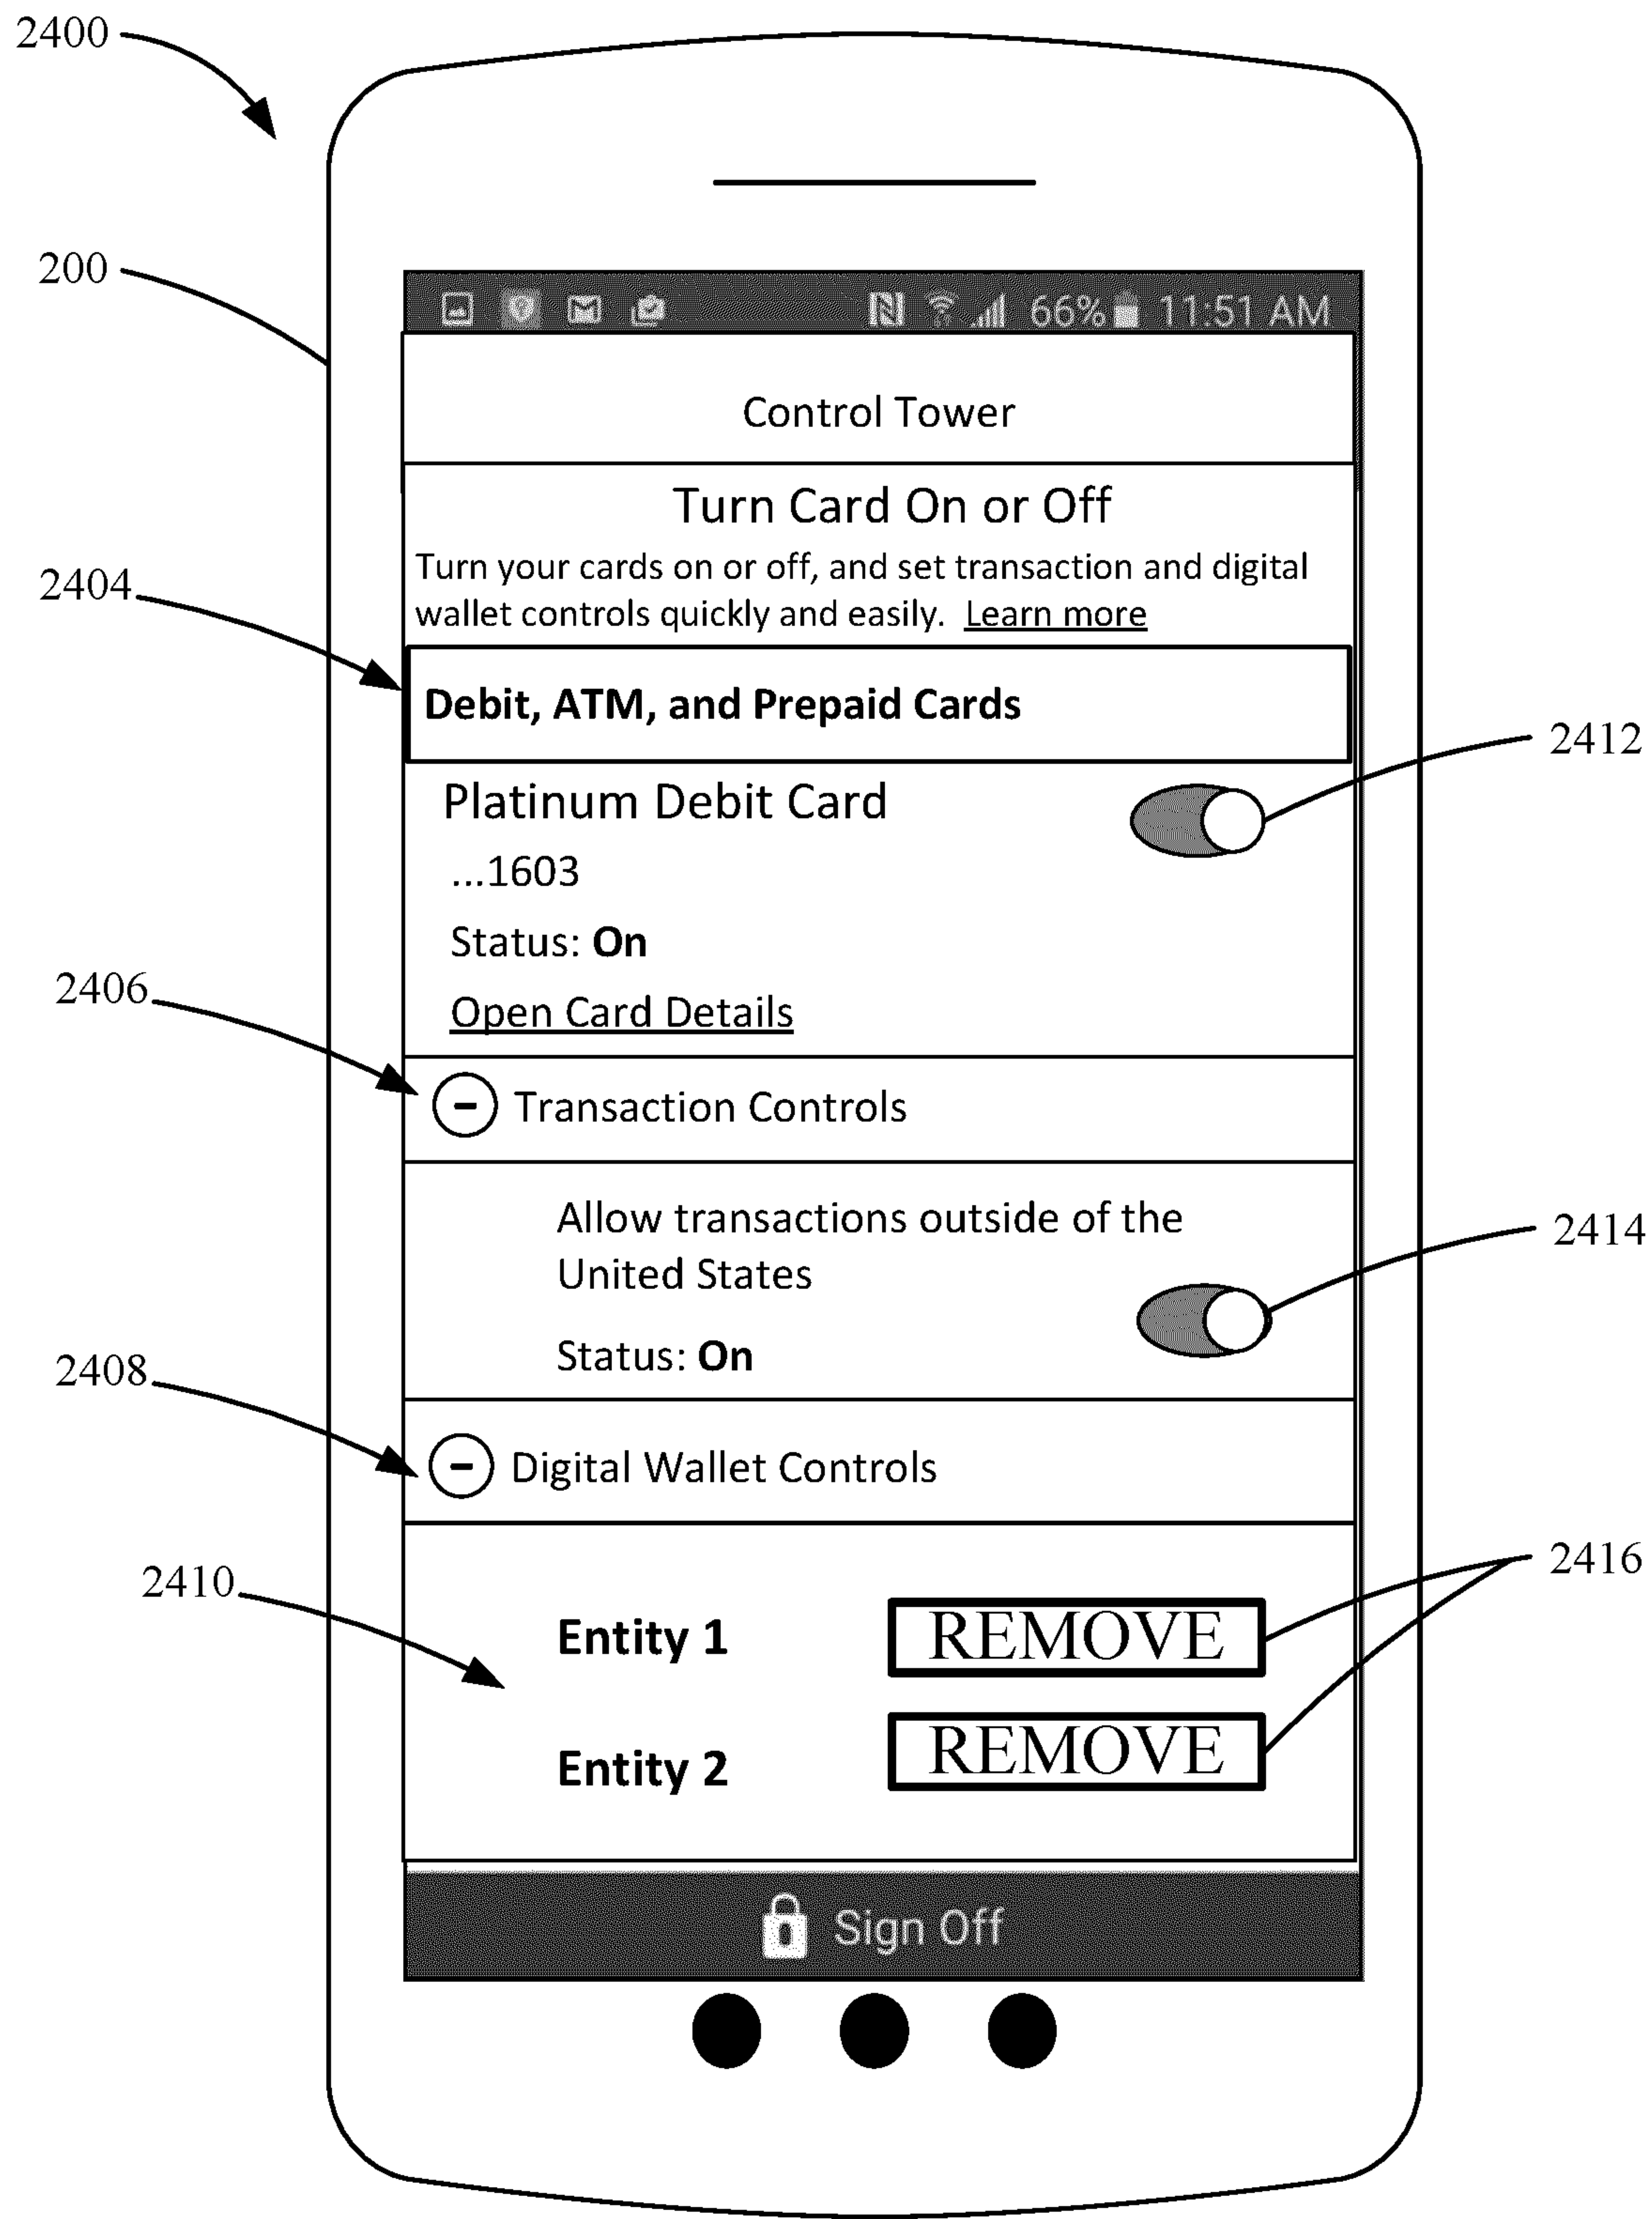 2400
200
66% 11:51 AM
Control Tower
Turn Card On or Off
Turn your cards on or off, and set transaction and digital
wallet controls quickly and easily. Learn more
2404
Debit, ATM, and Prepaid Cards
2412
Platinum Debit Card
...1603
Status: On
2406
Open Card Details
- Transaction Controls
Allow transactions outside of the
2414
United States
Status: On
2408
- Digital Wallet Controls
2416
2410
Entity 1 REMOVE
Entity 2 REMOVE
Sign Off